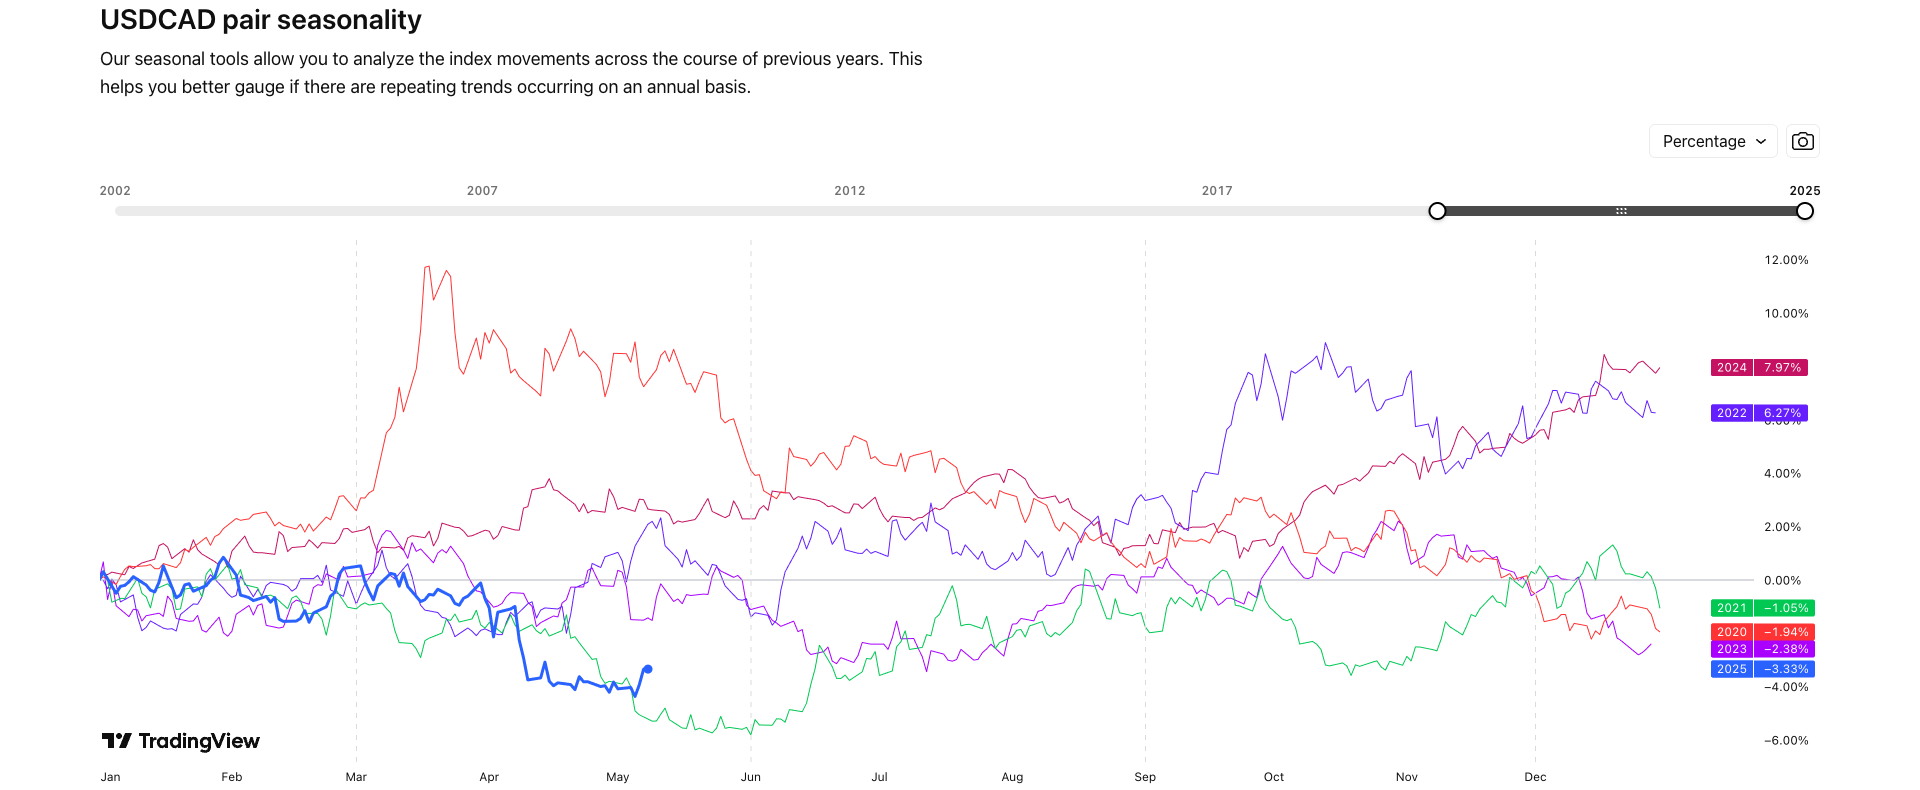 USDCAD pair seasonality
Our seasonal tools allow you to analyze the index movements across the course of previous years. This
helps you better gauge if there are repeating trends occurring on an annual basis.
Percentage
2002 2007 2012 2017 2025
12.00%
10.00%
2024 7.97%
2022 6.27%
6.00%
4.00%
2.00%
0.00%
2021 −1.05%
2020 −1.94%
2023 −2.38%
2025 −3.33%
−4.00%
−6.00%
TradingView
Jan Feb Mar Apr May Jun Jul Aug Sep Oct Nov Dec